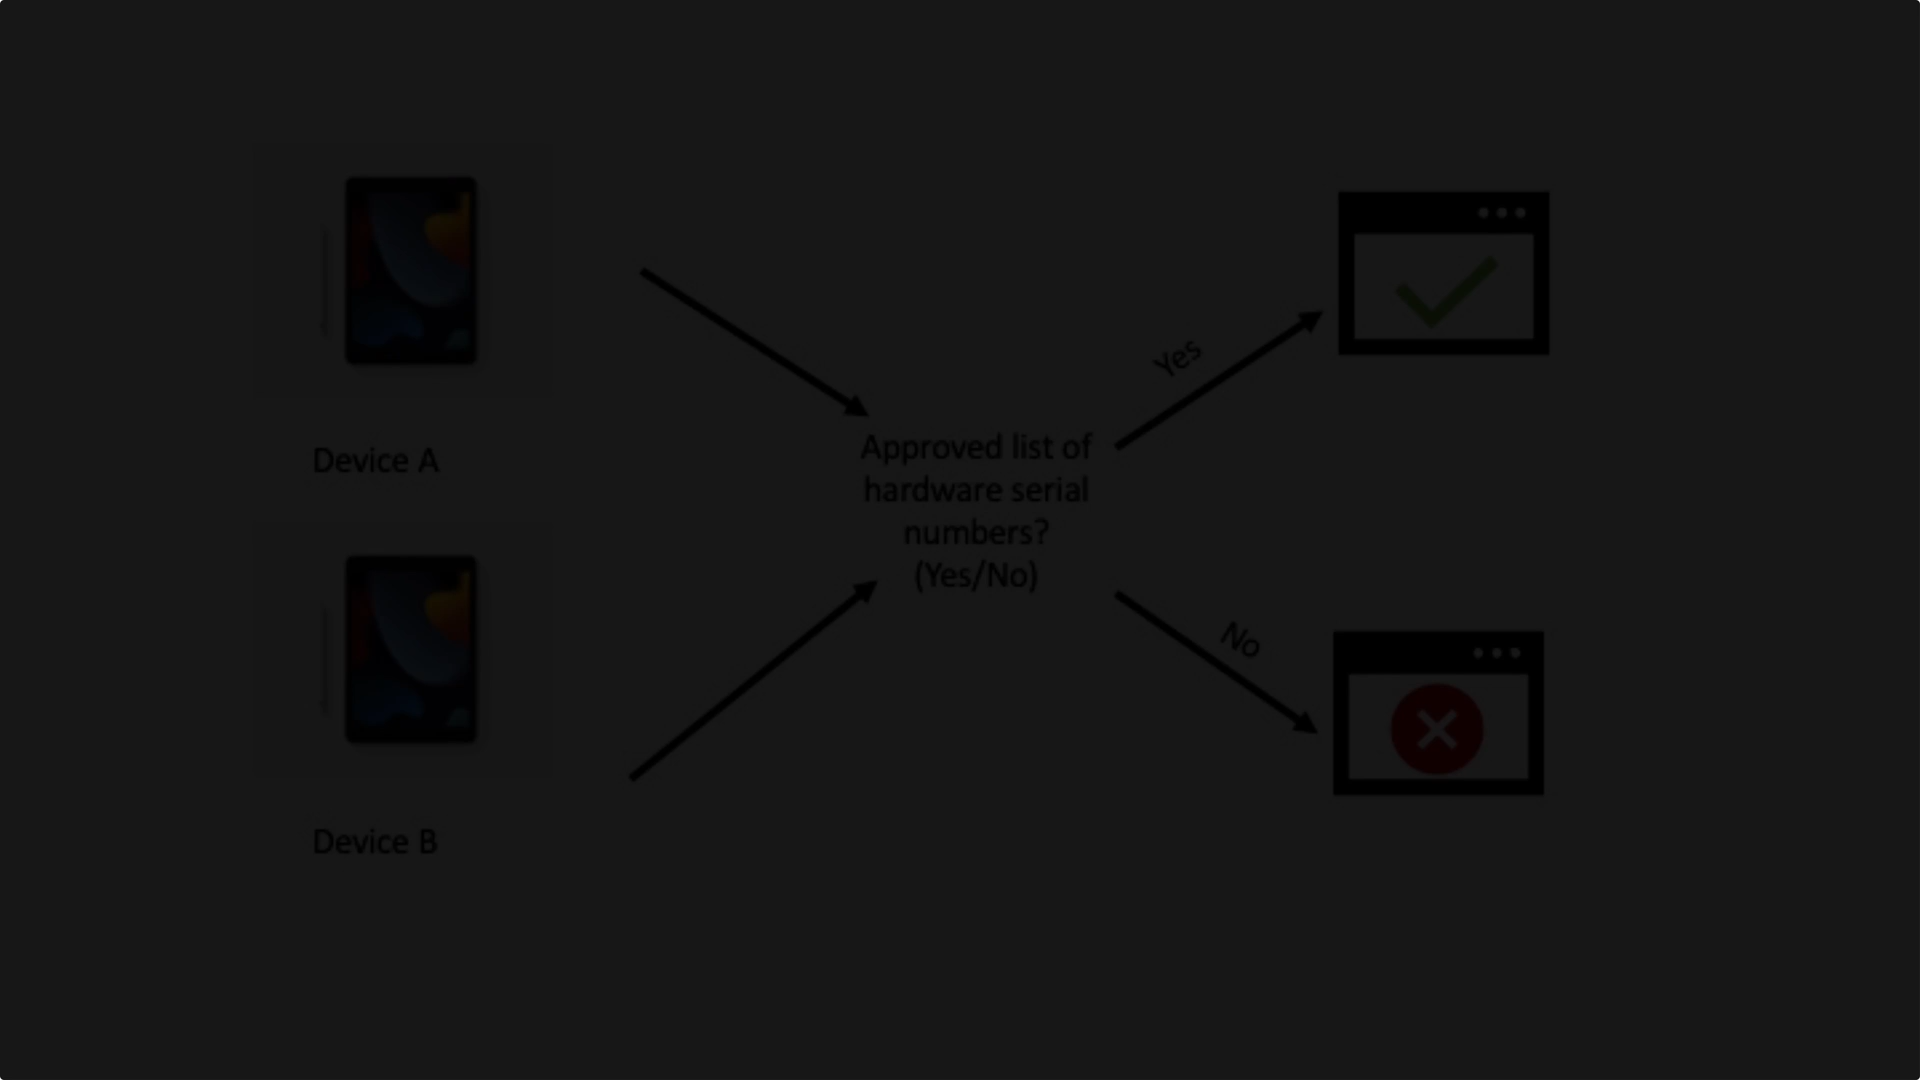 Device A
Approved list of
hardware serial
numbers?
(Yes/No)
Yes
No
Device B